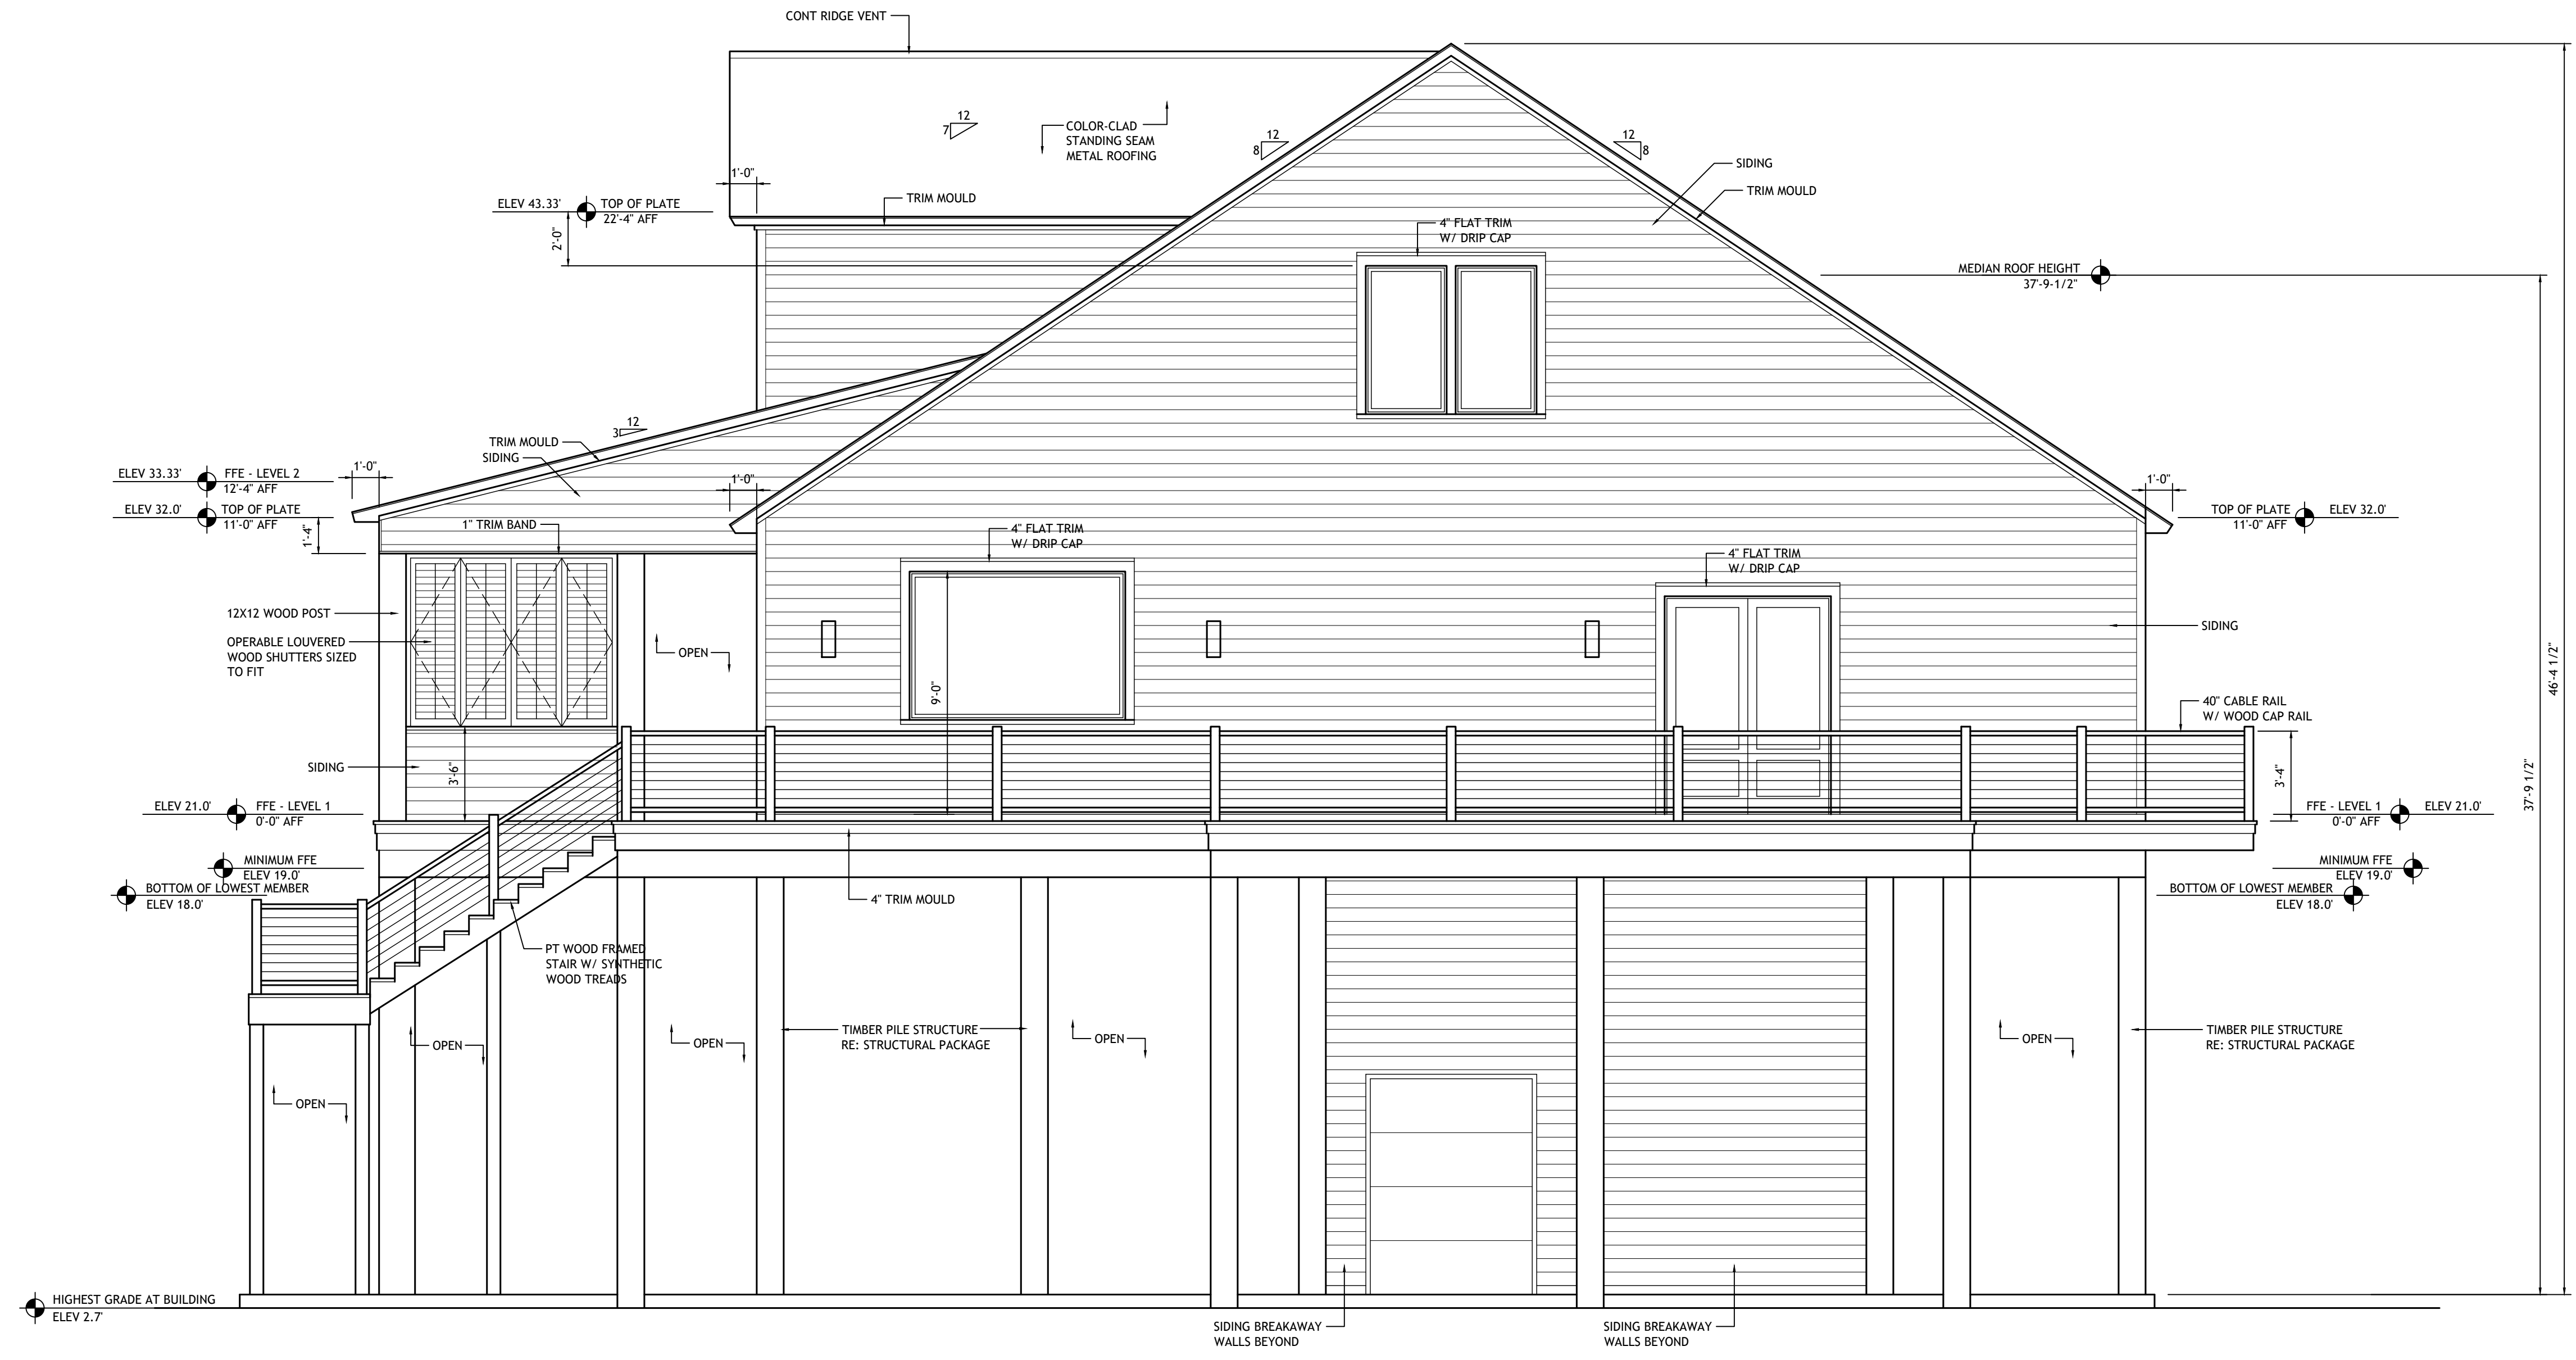 CONT RIDGE VENT
12
7
COLOR-CLAD
STANDING SEAM
METAL ROOFING
12
8
12
8
SIDING
TRIM MOULD
1'-0"
TRIM MOULD
ELEV 43.33'
TOP OF PLATE
22'-4" AFF
2'-0"
4" FLAT TRIM
W/ DRIP CAP
MEDIAN ROOF HEIGHT
37'-9-1/2"
12
3
TRIM MOULD
SIDING
ELEV 33.33'
FFE - LEVEL 2
12'-4" AFF
1'-0"
1'-0"
1'-0"
ELEV 32.0'
TOP OF PLATE
11'-0" AFF
1'-4"
1" TRIM BAND
4" FLAT TRIM
W/ DRIP CAP
4" FLAT TRIM
W/ DRIP CAP
TOP OF PLATE
11'-0" AFF
ELEV 32.0'
12X12 WOOD POST
OPERABLE LOUVERED
WOOD SHUTTERS SIZED
TO FIT
OPEN
SIDING
9'-0"
46'-4 1/2"
40" CABLE RAIL
W/ WOOD CAP RAIL
SIDING
3'-6"
3'-4"
37'-9 1/2"
ELEV 21.0'
FFE - LEVEL 1
0'-0" AFF
FFE - LEVEL 1
0'-0" AFF
ELEV 21.0'
MINIMUM FFE
ELEV 19.0'
BOTTOM OF LOWEST MEMBER
ELEV 18.0'
MINIMUM FFE
ELEV 19.0'
BOTTOM OF LOWEST MEMBER
ELEV 18.0'
4" TRIM MOULD
PT WOOD FRAMED
STAIR W/ SYNTHETIC
WOOD TREADS
OPEN
OPEN
OPEN
TIMBER PILE STRUCTURE
RE: STRUCTURAL PACKAGE
OPEN
OPEN
TIMBER PILE STRUCTURE
RE: STRUCTURAL PACKAGE
HIGHEST GRADE AT BUILDING
ELEV 2.7'
SIDING BREAKAWAY
WALLS BEYOND
SIDING BREAKAWAY
WALLS BEYOND